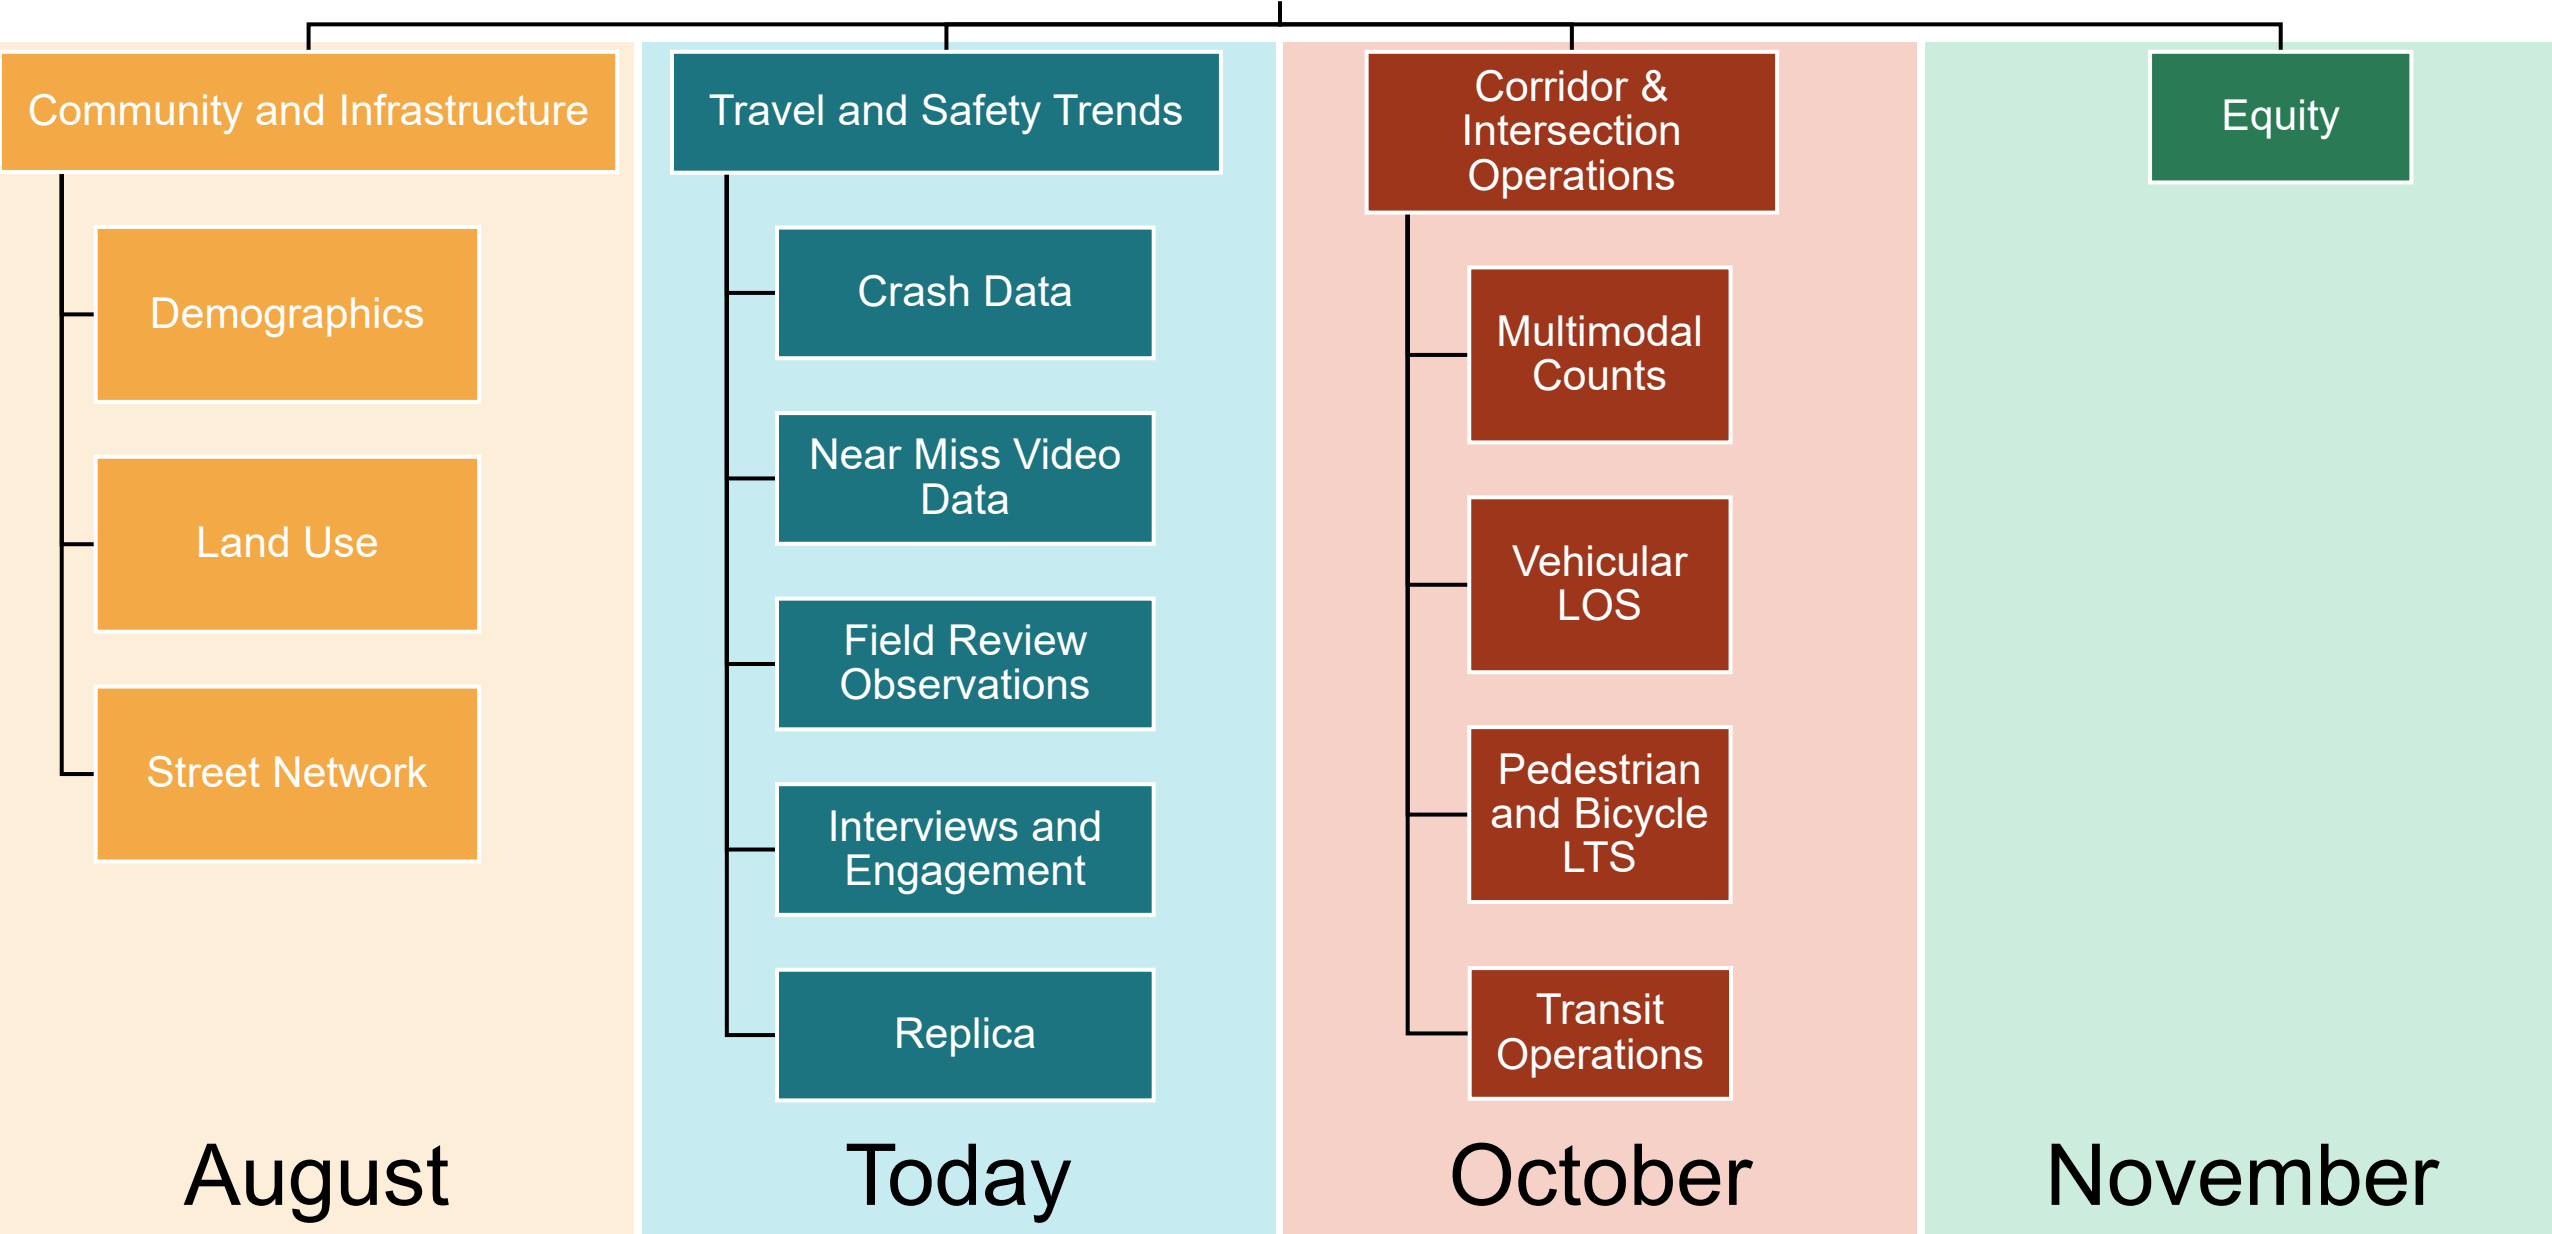 Community and Infrastructure
Demographics
Land Use
Street Network
August
Travel and Safety Trends
Crash Data
Near Miss Video
Data
Field Review
Observations
Interviews and
Engagement
Replica
Today
Corridor &
Intersection
Operations
Multimodal
Counts
Vehicular
LOS
Pedestrian
and Bicycle
LTS
Transit
Operations
October
Equity
November